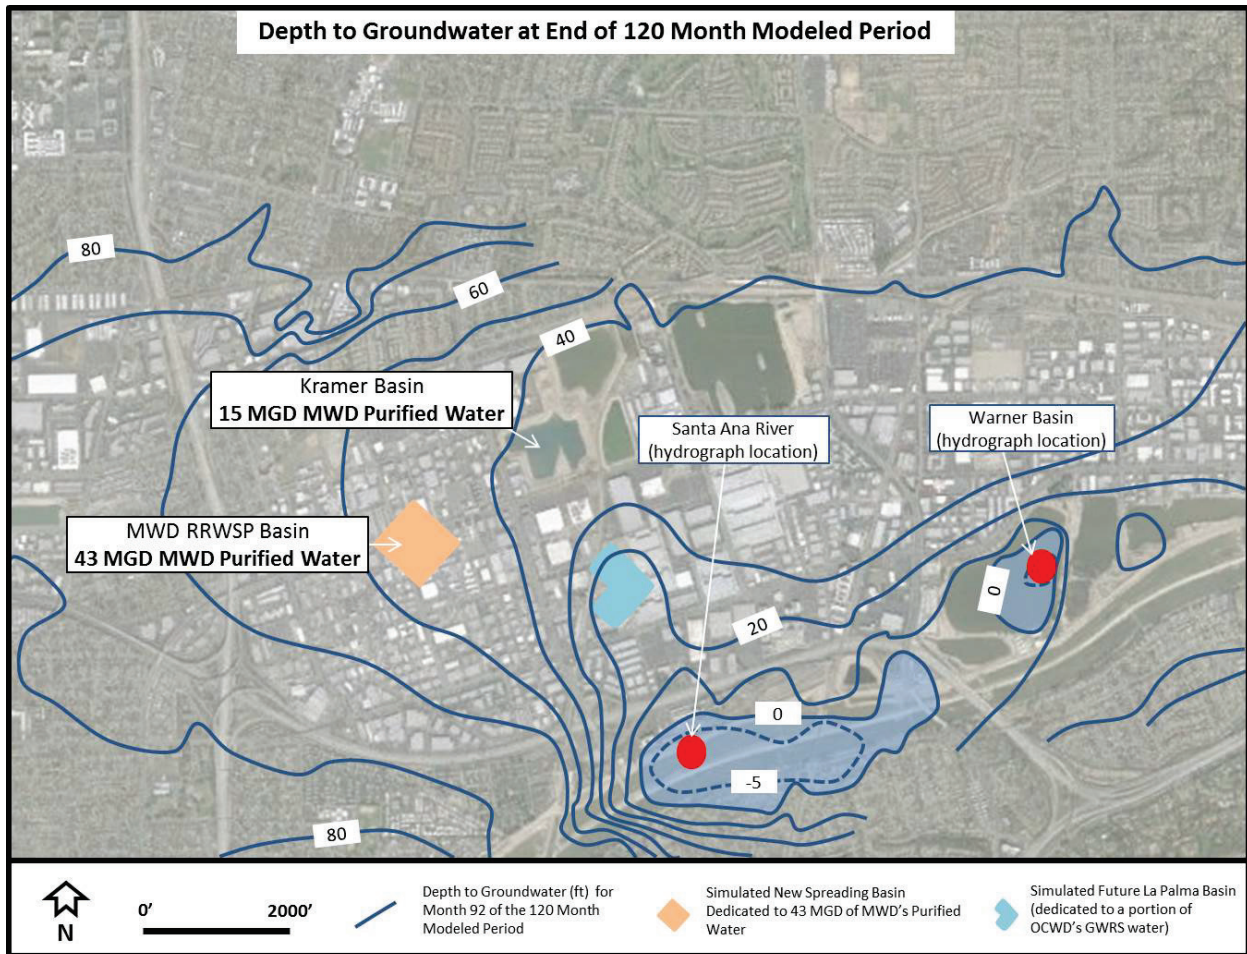 Depth to Groundwater at End of 120 Month Modeled Period
80
60
40
Kramer Basin
15 MGD MWD Purified Water
Santa Ana River
(hydrograph location)
Warner Basin
(hydrograph location)
MWD RRWSP Basin
43 MGD MWD Purified Water
0
20
0
-5
80
N
0’
2000’
Depth to Groundwater (ft) for
Month 92 of the 120 Month
Modeled Period
Simulated New Spreading Basin
Dedicated to 43 MGD of MWD’s Purified
Water
Simulated Future La Palma Basin
(dedicated to a portion of
OCWD’s GWRS water)